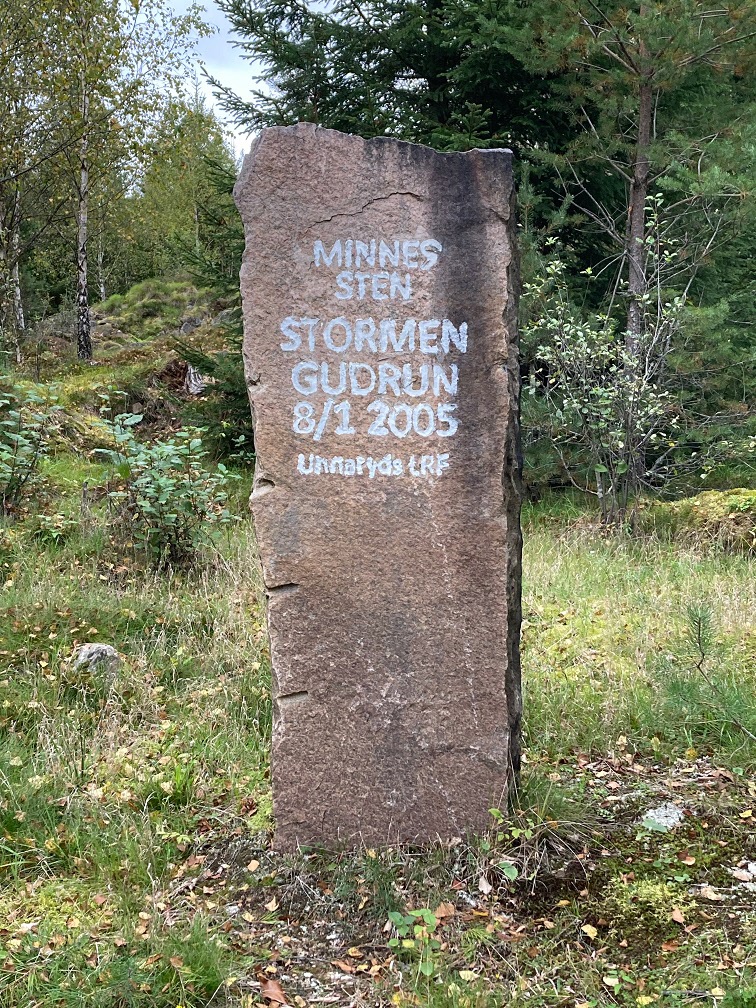 MINNES
STEN
STORMEN
GUDRUN
8/1 2005
Unnaryds LRF